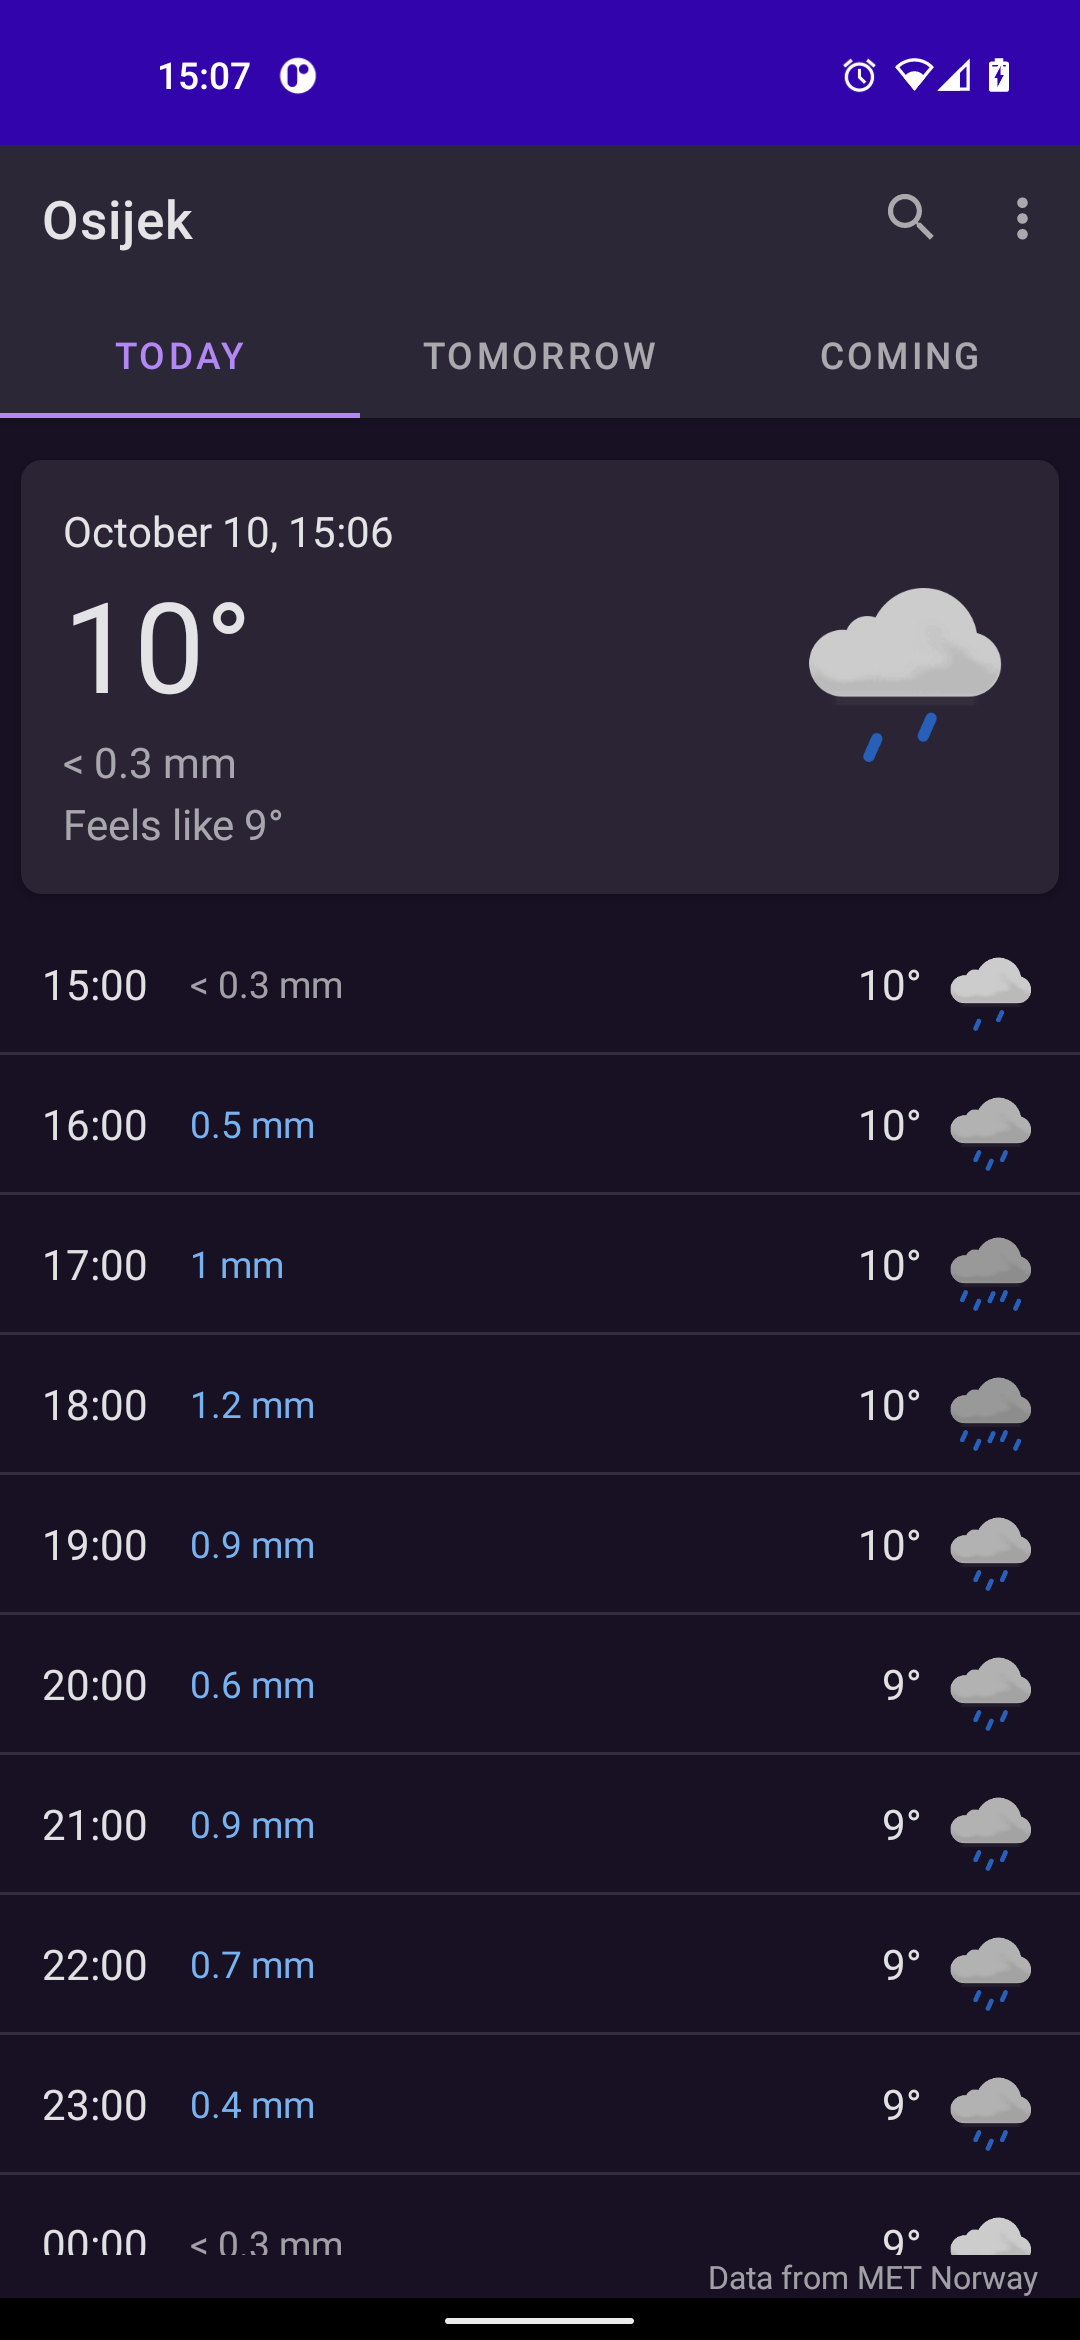 15:07
Osijek
TODAY TOMORROW COMING
October 10, 15:06
10°
< 0.3 mm
Feels like 9°
15:00 < 0.3 mm 10°
16:00 0.5 mm 10°
17:00 1 mm 10°
18:00 1.2 mm 10°
19:00 0.9 mm 10°
20:00 0.6 mm 9°
21:00 0.9 mm 9°
22:00 0.7 mm 9°
23:00 0.4 mm 9°
00:00 < 0.3 mm 9°
Data from MET Norway